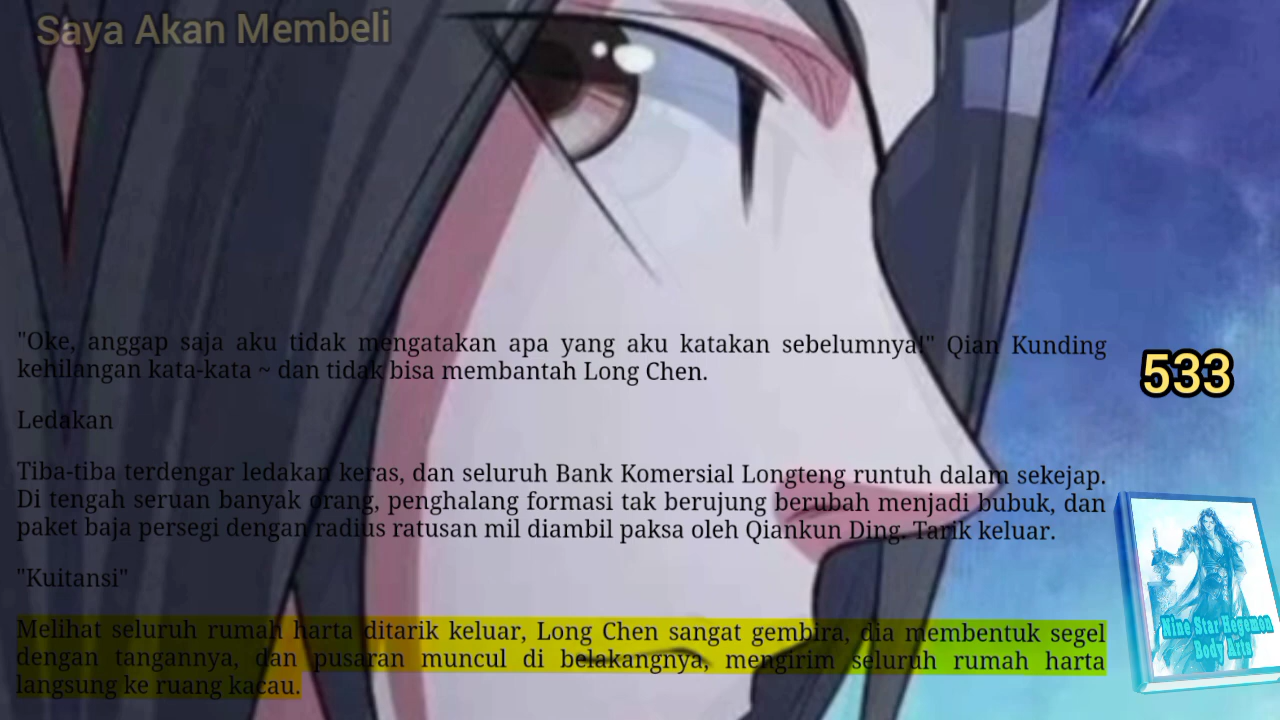 Saya Akan Membeli
"Oke, anggap saja aku tidak mengatakan apa yang aku katakan sebelumnya!" Qian Kunding
kehilangan kata-kata ~ dan tidak bisa membantah Long Chen.
Ledakan
Tiba-tiba terdengar ledakan keras, dan seluruh Bank Komersial Longteng runtuh dalam sekejap.
Di tengah seruan banyak orang, penghalang formasi tak berujung berubah menjadi bubuk, dan
paket baja persegi dengan radius ratusan mil diambil paksa oleh Qiankun Ding. Tarik keluar.
"Kuitansi"
Melihat seluruh rumah harta ditarik keluar, Long Chen sangat gembira, dia membentuk segel
dengan tangannya, dan pusaran muncul di belakangnya, mengirim seluruh rumah harta
langsung ke ruang kacau.
533
Nine Star Hegemon
Body Arts